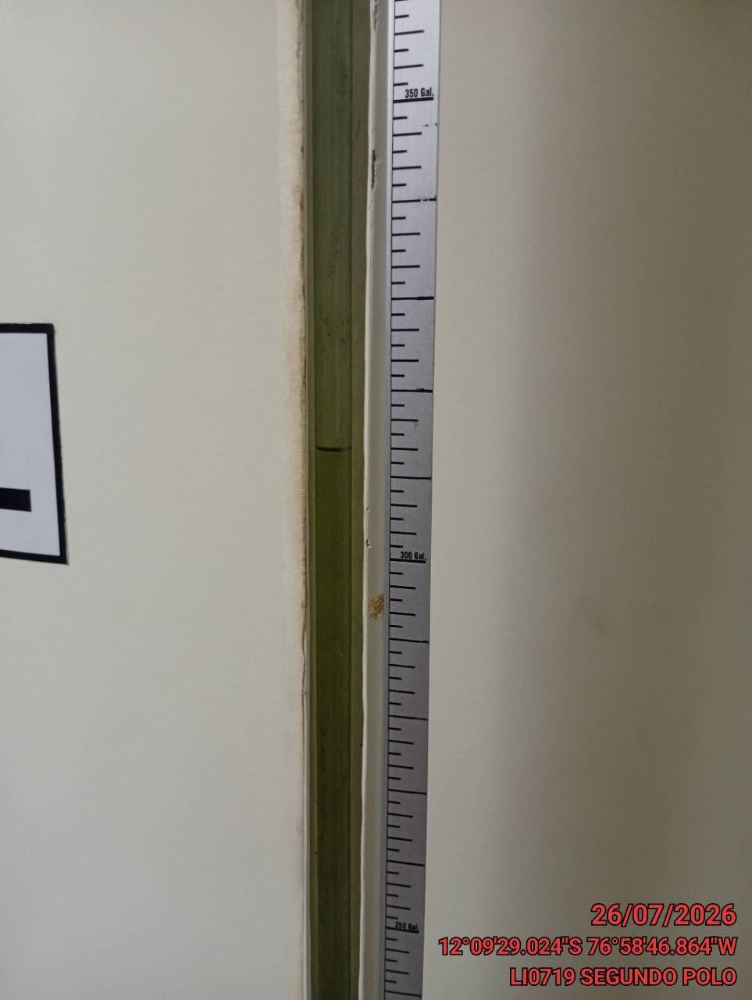 350 Gal.
300 Gal.
250 Gal.
26/07/2026
12°09'29.024"S 76°58'46.864"W
LI0719 SEGUNDO POLO